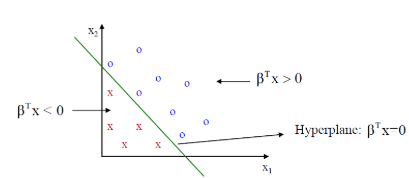 x₂
βᵀx > 0
βᵀx < 0
Hyperplane: βᵀx=0
x₁